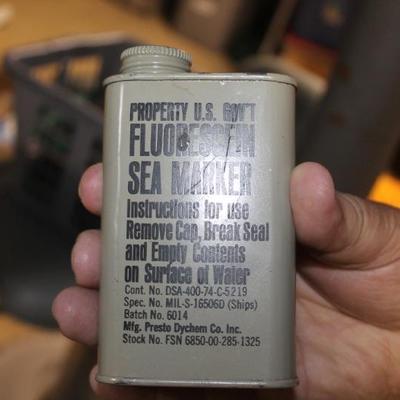 PROPERTY U.S. GOV'T
FLUORESCEIN
SEA MARKER
Instructions for use
Remove Cap, Break Seal
and Empty Contents
on Surface of Water
Cont. No. DSA-400-74-C-5219
Spec. No. MIL-S-16506D (Ships)
Batch No. 6014
Mfg. Presto Dychem Co. Inc.
Stock No. FSN 6850-00-285-1325